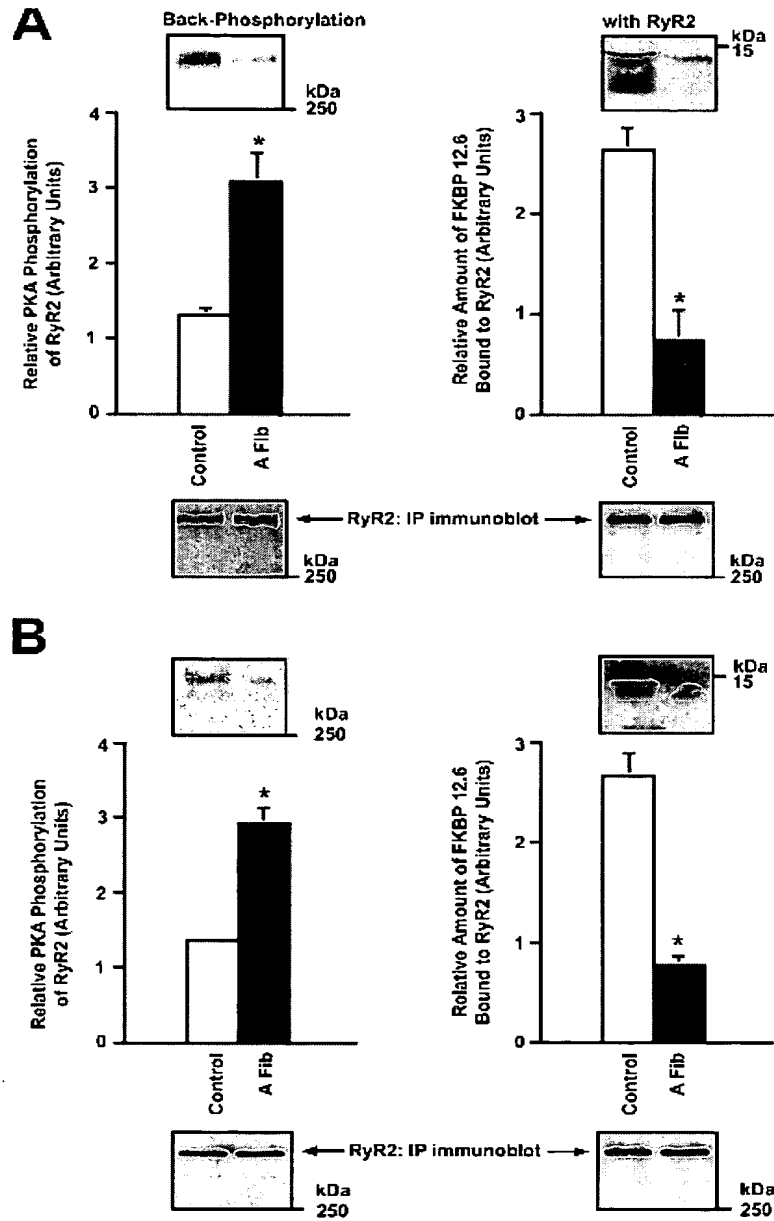 A
Back-Phosphorylation
kDa
250
with RyR2
kDa
15
Relative PKA Phosphorylation
of RyR2 (Arbitrary Units)
4
3
2
1
0
*
Control
A Fib
Relative Amount of FKBP 12.6
Bound to RyR2 (Arbitrary Units)
3
2
1
0
*
Control
A Fib
RyR2: IP immunoblot
kDa
250
kDa
250
B
kDa
250
kDa
15
Relative PKA Phosphorylation
of RyR2 (Arbitrary Units)
4
3
2
1
0
*
Control
A Fib
Relative Amount of FKBP 12.6
Bound to RyR2 (Arbitrary Units)
3
2
1
0
*
Control
A Fib
RyR2: IP immunoblot
kDa
250
kDa
250